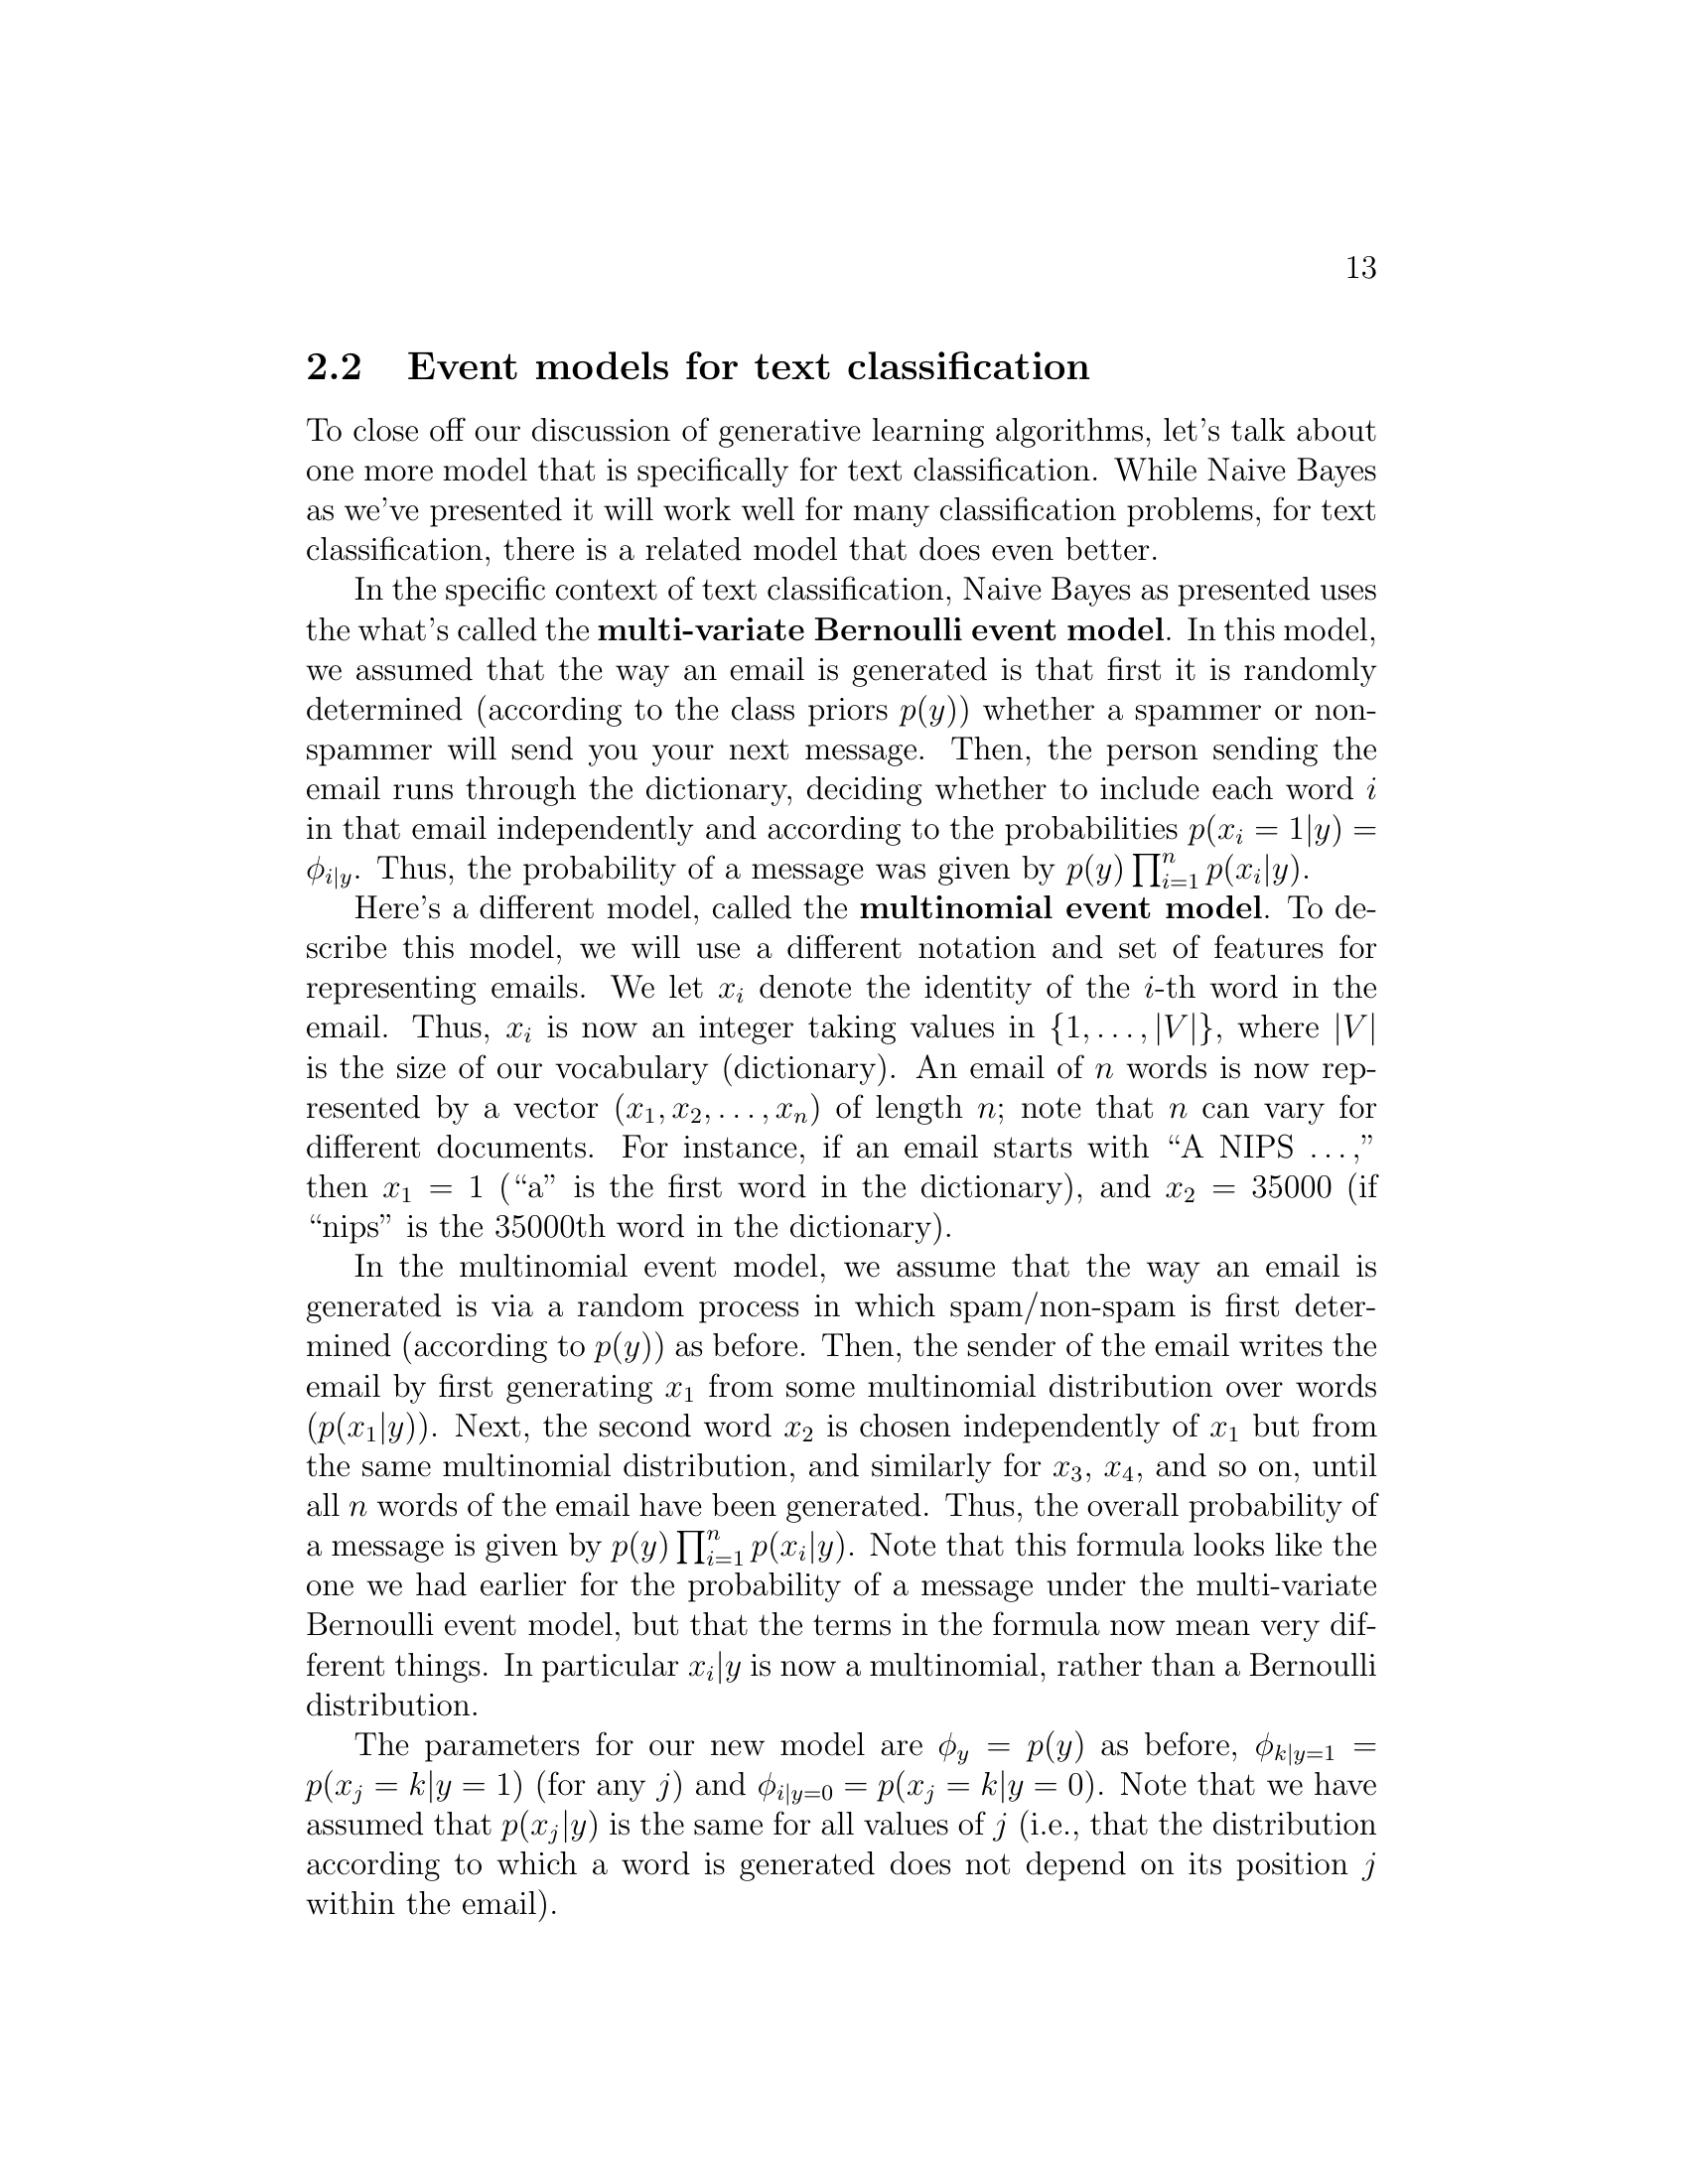 13
2.2 Event models for text classification
To close off our discussion of generative learning algorithms, let's talk about
one more model that is specifically for text classification. While Naive Bayes
as we've presented it will work well for many classification problems, for text
classification, there is a related model that does even better.
In the specific context of text classification, Naive Bayes as presented uses
the what's called the multi-variate Bernoulli event model. In this model,
we assumed that the way an email is generated is that first it is randomly
determined (according to the class priors p(y)) whether a spammer or non-
spammer will send you your next message. Then, the person sending the
email runs through the dictionary, deciding whether to include each word i
in that email independently and according to the probabilities p(x_i = 1|y) =
ϕ_{i|y}. Thus, the probability of a message was given by p(y) ∏_{i=1}^n p(x_i|y).
Here's a different model, called the multinomial event model. To de-
scribe this model, we will use a different notation and set of features for
representing emails. We let x_i denote the identity of the i-th word in the
email. Thus, x_i is now an integer taking values in {1, . . . , |V|}, where |V|
is the size of our vocabulary (dictionary). An email of n words is now rep-
resented by a vector (x_1, x_2, . . . , x_n) of length n; note that n can vary for
different documents. For instance, if an email starts with “A NIPS . . . ,”
then x_1 = 1 (“a” is the first word in the dictionary), and x_2 = 35000 (if
“nips” is the 35000th word in the dictionary).
In the multinomial event model, we assume that the way an email is
generated is via a random process in which spam/non-spam is first deter-
mined (according to p(y)) as before. Then, the sender of the email writes the
email by first generating x_1 from some multinomial distribution over words
(p(x_1|y)). Next, the second word x_2 is chosen independently of x_1 but from
the same multinomial distribution, and similarly for x_3, x_4, and so on, until
all n words of the email have been generated. Thus, the overall probability of
a message is given by p(y) ∏_{i=1}^n p(x_i|y). Note that this formula looks like the
one we had earlier for the probability of a message under the multi-variate
Bernoulli event model, but that the terms in the formula now mean very dif-
ferent things. In particular x_i|y is now a multinomial, rather than a Bernoulli
distribution.
The parameters for our new model are ϕ_y = p(y) as before, ϕ_{k|y=1} =
p(x_j = k|y = 1) (for any j) and ϕ_{i|y=0} = p(x_j = k|y = 0). Note that we have
assumed that p(x_j|y) is the same for all values of j (i.e., that the distribution
according to which a word is generated does not depend on its position j
within the email).